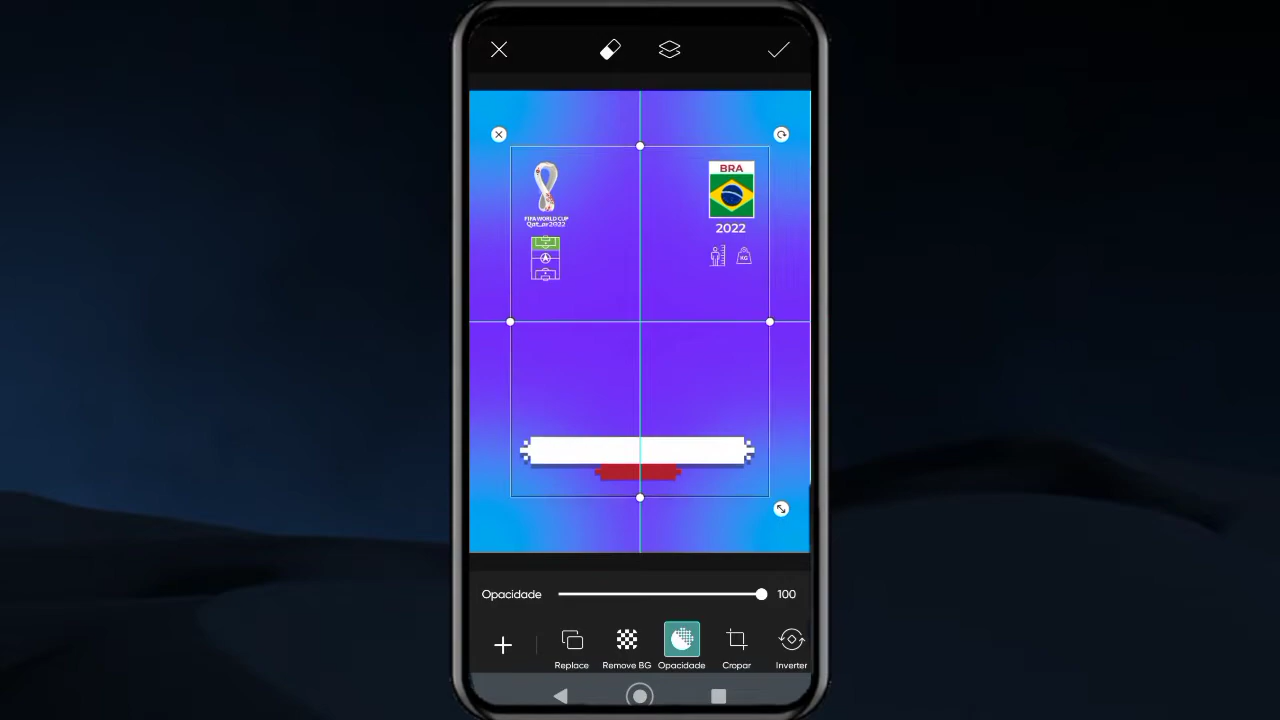 BRA
FIFA WORLD CUP
Qatar2022
2022
A
KG
Opacidade 100
Replace
Remove BG
Opacidade
Cropar
Inverter